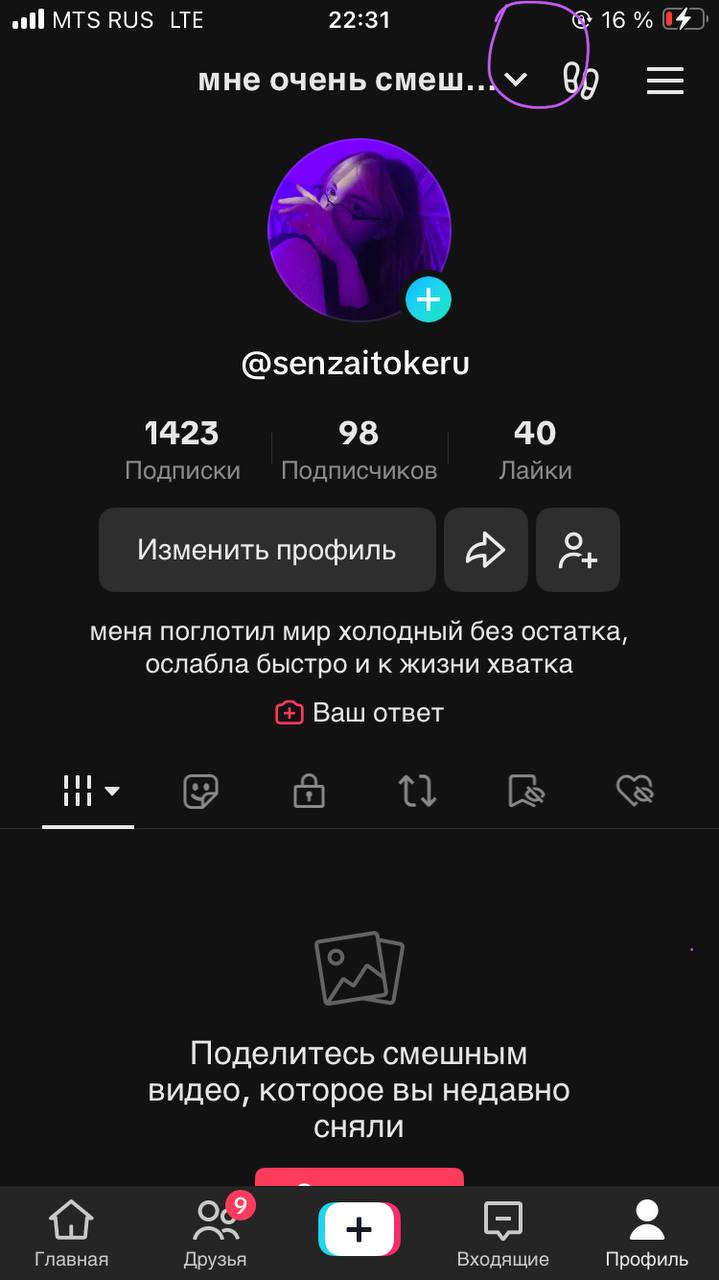 MTS RUS LTE 22:31 16 %
мне очень смеш...
@senzaitokeru
1423 98 40
Подписки Подписчиков Лайки
Изменить профиль
меня поглотил мир холодный без остатка,
ослабла быстро и к жизни хватка
Ваш ответ
Поделитесь смешным
видео, которое вы недавно
сняли
9
Главная Друзья Входящие Профиль